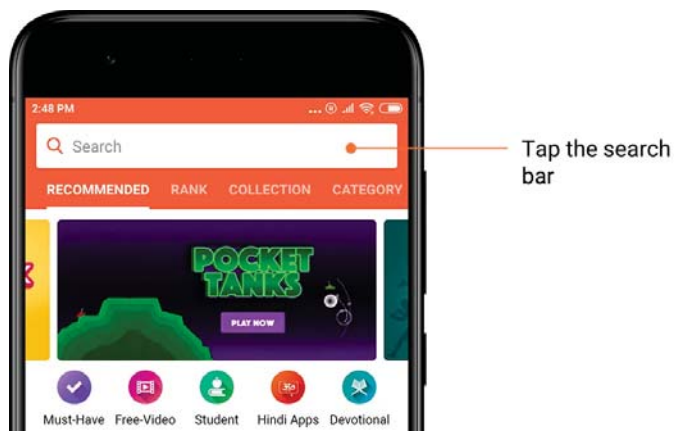 2:48 PM
Search
Tap the search
bar
RECOMMENDED RANK COLLECTION CATEGORY
POCKET
TANKS
PLAY NOW
Must-Have Free-Video Student Hindi Apps Devotional